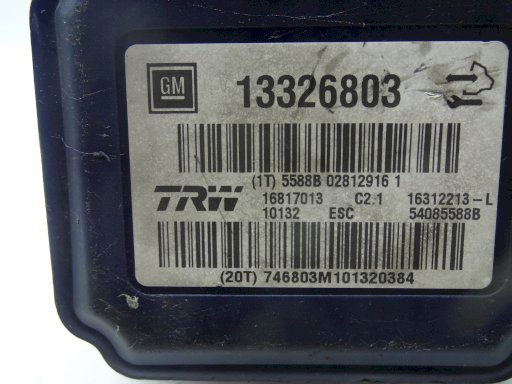 GM 13326803
(1T) 5588B 02812916 1
TRW 16817013 C2.1 16312213-L
10132 ESC 54085588B
(20T) 746803M101320384